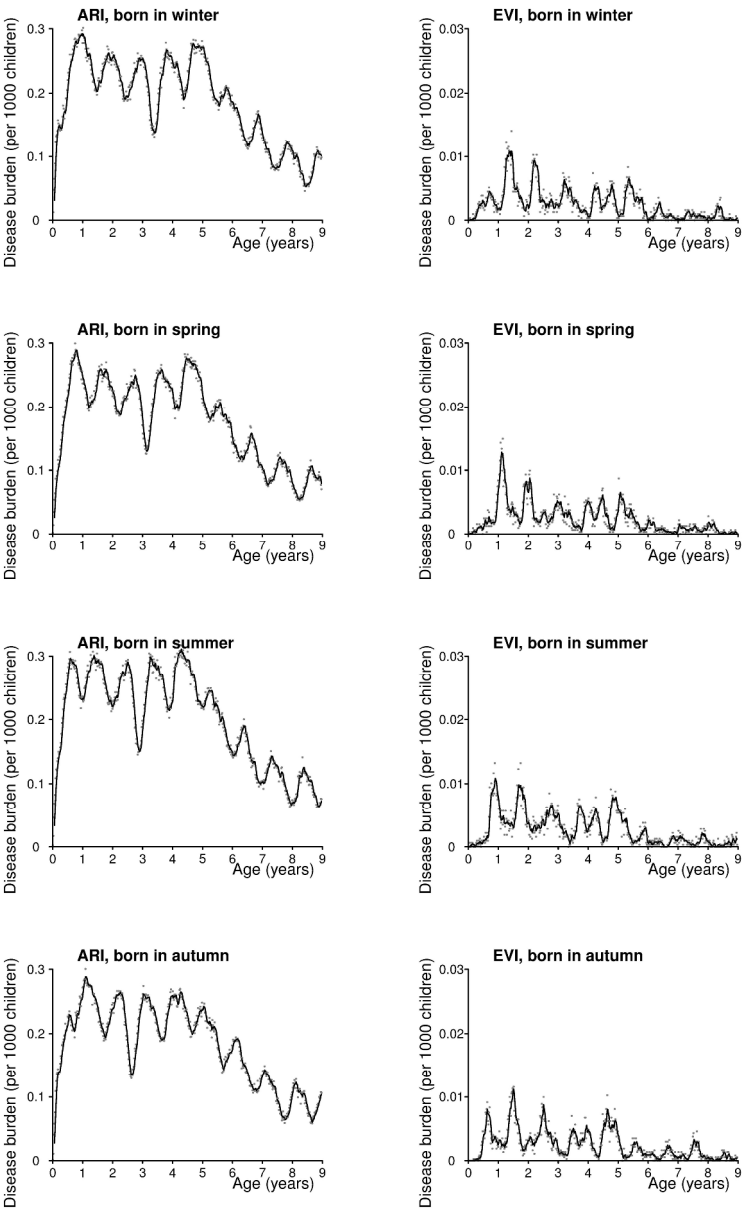 ARI, born in winter
Disease burden (per 1000 children)
0.3
0.2
0.1
0
0 1 2 3 4 5 6 7 8 9
Age (years)
EVI, born in winter
Disease burden (per 1000 children)
0.03
0.02
0.01
0
0 1 2 3 4 5 6 7 8 9
Age (years)
ARI, born in spring
Disease burden (per 1000 children)
0.3
0.2
0.1
0
0 1 2 3 4 5 6 7 8 9
Age (years)
EVI, born in spring
Disease burden (per 1000 children)
0.03
0.02
0.01
0
0 1 2 3 4 5 6 7 8 9
Age (years)
ARI, born in summer
Disease burden (per 1000 children)
0.3
0.2
0.1
0
0 1 2 3 4 5 6 7 8 9
Age (years)
EVI, born in summer
Disease burden (per 1000 children)
0.03
0.02
0.01
0
0 1 2 3 4 5 6 7 8 9
Age (years)
ARI, born in autumn
Disease burden (per 1000 children)
0.3
0.2
0.1
0
0 1 2 3 4 5 6 7 8 9
Age (years)
EVI, born in autumn
Disease burden (per 1000 children)
0.03
0.02
0.01
0
0 1 2 3 4 5 6 7 8 9
Age (years)